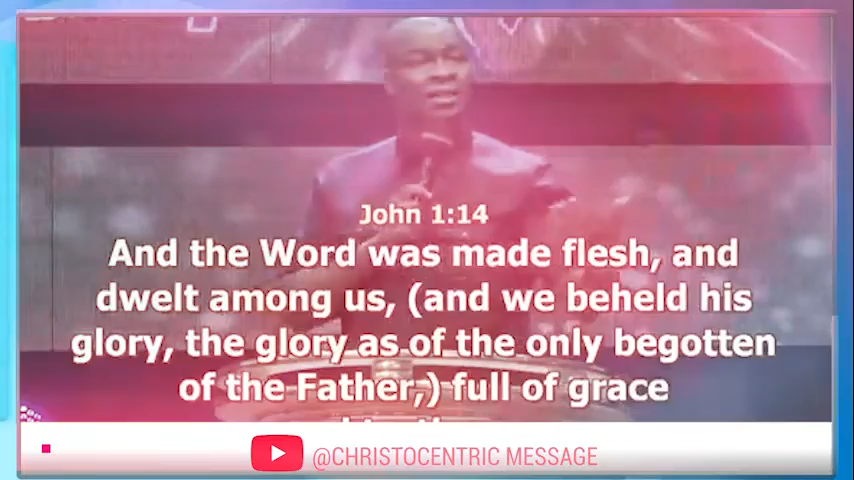 John 1:14
And the Word was made flesh, and
dwelt among us, (and we beheld his
glory, the glory as of the only begotten
of the Father,) full of grace
@CHRISTOCENTRIC MESSAGE